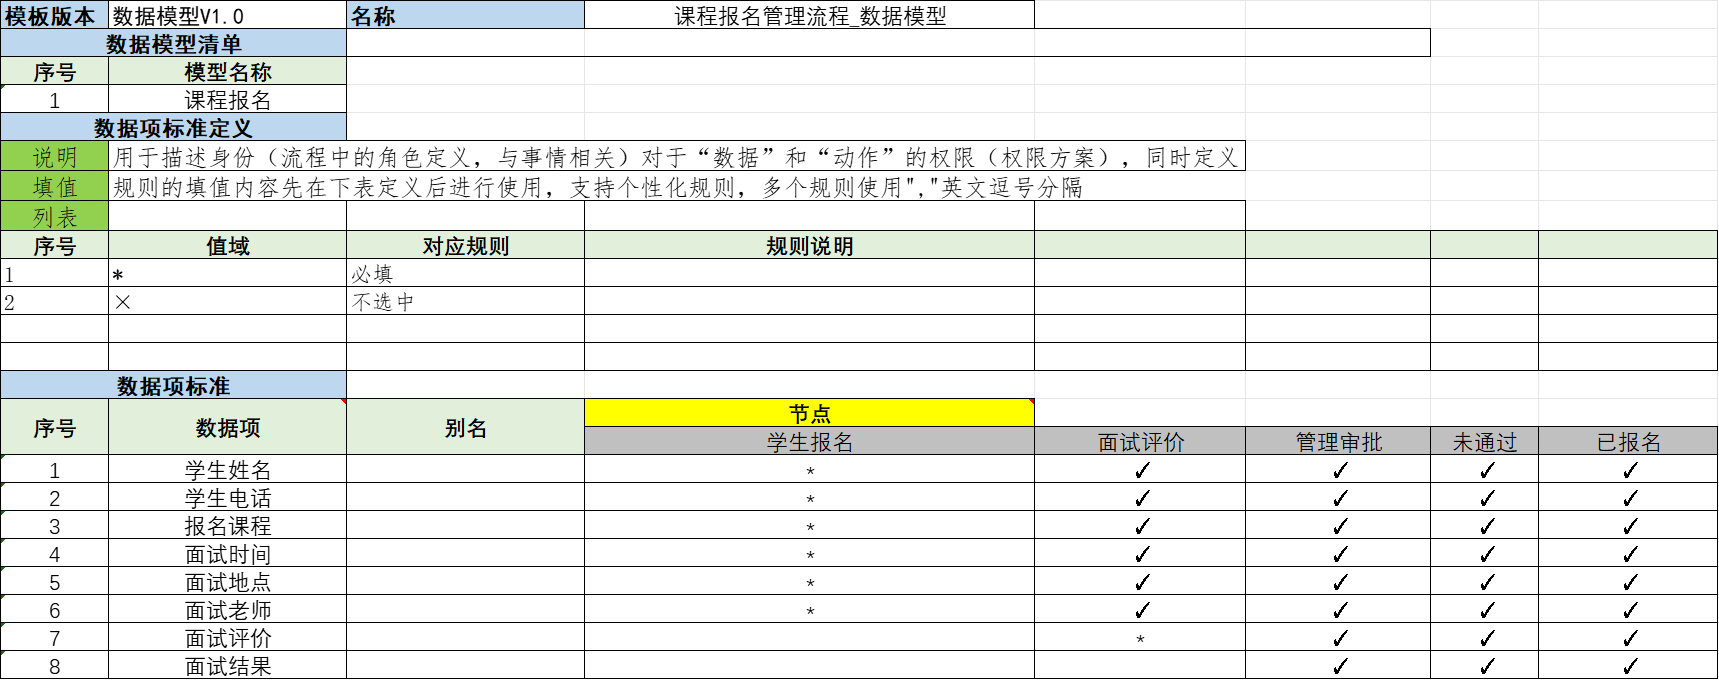 模板版本 数据模型V1.0 名称 课程报名管理流程_数据模型
数据模型清单
序号 模型名称
1 课程报名
数据项标准定义
说明 用于描述身份（流程中的角色定义，与事情相关）对于“数据”和“动作”的权限（权限方案），同时定义
填值 规则的填值内容先在下表定义后进行使用，支持个性化规则，多个规则使用","英文逗号分隔
列表
序号 值域 对应规则 规则说明
1 * 必填
2 × 不选中
数据项标准
序号 数据项 别名 节点
学生报名 面试评价 管理审批 未通过 已报名
1 学生姓名 * ✓ ✓ ✓ ✓
2 学生电话 * ✓ ✓ ✓ ✓
3 报名课程 * ✓ ✓ ✓ ✓
4 面试时间 * ✓ ✓ ✓ ✓
5 面试地点 * ✓ ✓ ✓ ✓
6 面试老师 * ✓ ✓ ✓ ✓
7 面试评价 * ✓ ✓ ✓
8 面试结果 ✓ ✓ ✓